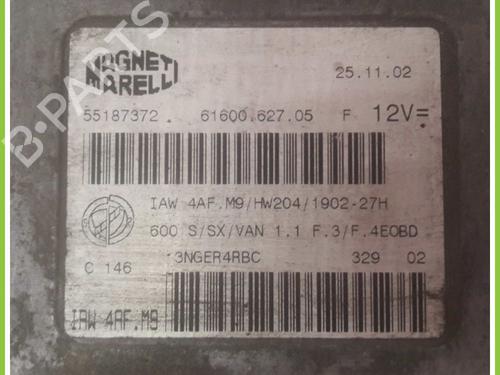 MAGNETI
MARELLI
25.11.02
55187372
61600.627.05
F
12V=
IAW 4AF.M9/HW204/1902-27H
600 S/SX/VAN 1.1 F.3/F.4EOBD
C 146
3NGER4RBC
329
02
IAW 4AF.M9
B-PARTS